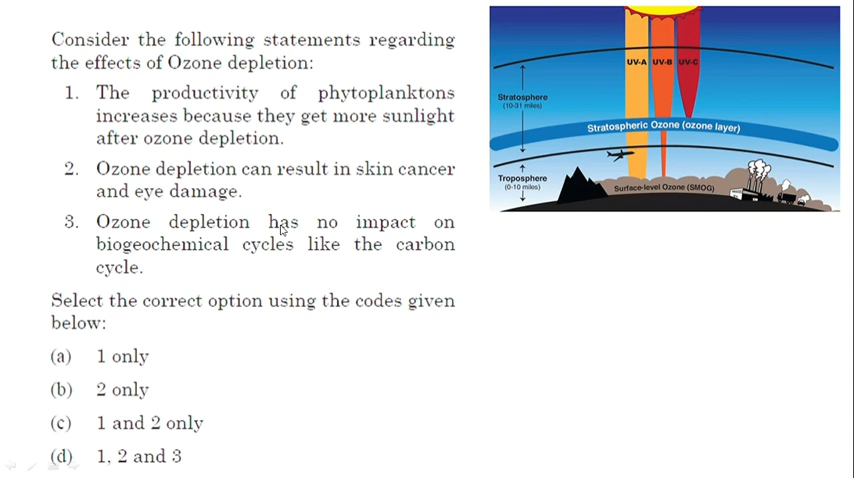 Consider the following statements regarding
the effects of Ozone depletion:
1. The productivity of phytoplanktons
increases because they get more sunlight
after ozone depletion.
2. Ozone depletion can result in skin cancer
and eye damage.
3. Ozone depletion has no impact on
biogeochemical cycles like the carbon
cycle.
Select the correct option using the codes given
below:
(a) 1 only
(b) 2 only
(c) 1 and 2 only
(d) 1, 2 and 3
UV-A UV-B UV-C
Stratosphere
(10-31 miles)
Stratospheric Ozone (ozone layer)
Troposphere
(0-10 miles)
Surface-level Ozone (SMOG)